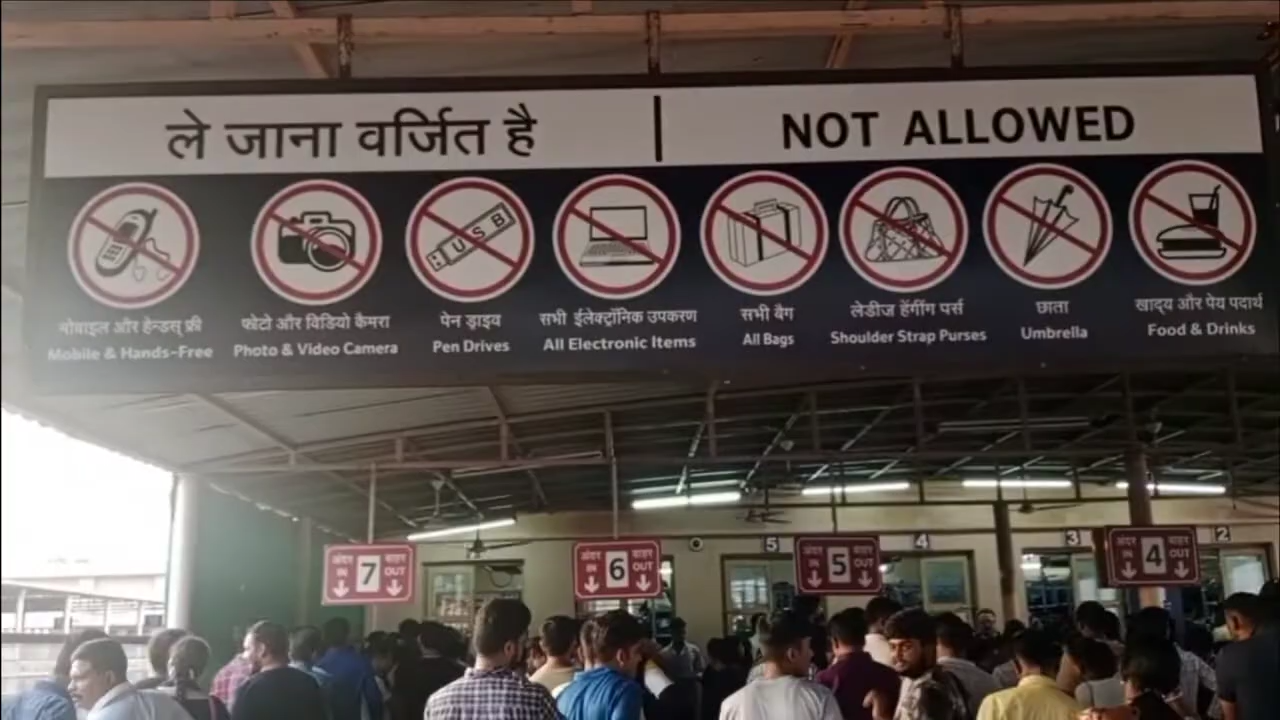 ले जाना वर्जित है
NOT ALLOWED
USB
मोबाइल और हेन्डस् फ्री
Mobile & Hands-Free
फोटो और विडियो कैमरा
Photo & Video Camera
पेन ड्राइव
Pen Drives
सभी ईलेक्ट्रॉनिक उपकरण
All Electronic Items
सभी बैग
All Bags
लेडीज हेंगींग पर्स
Shoulder Strap Purses
छाता
Umbrella
खाद्य और पेय पदार्थ
Food & Drinks
5
4
3
2
अंदर
IN
7
बाहर
OUT
अंदर
IN
6
बाहर
OUT
अंदर
IN
5
बाहर
OUT
अंदर
IN
4
बाहर
OUT